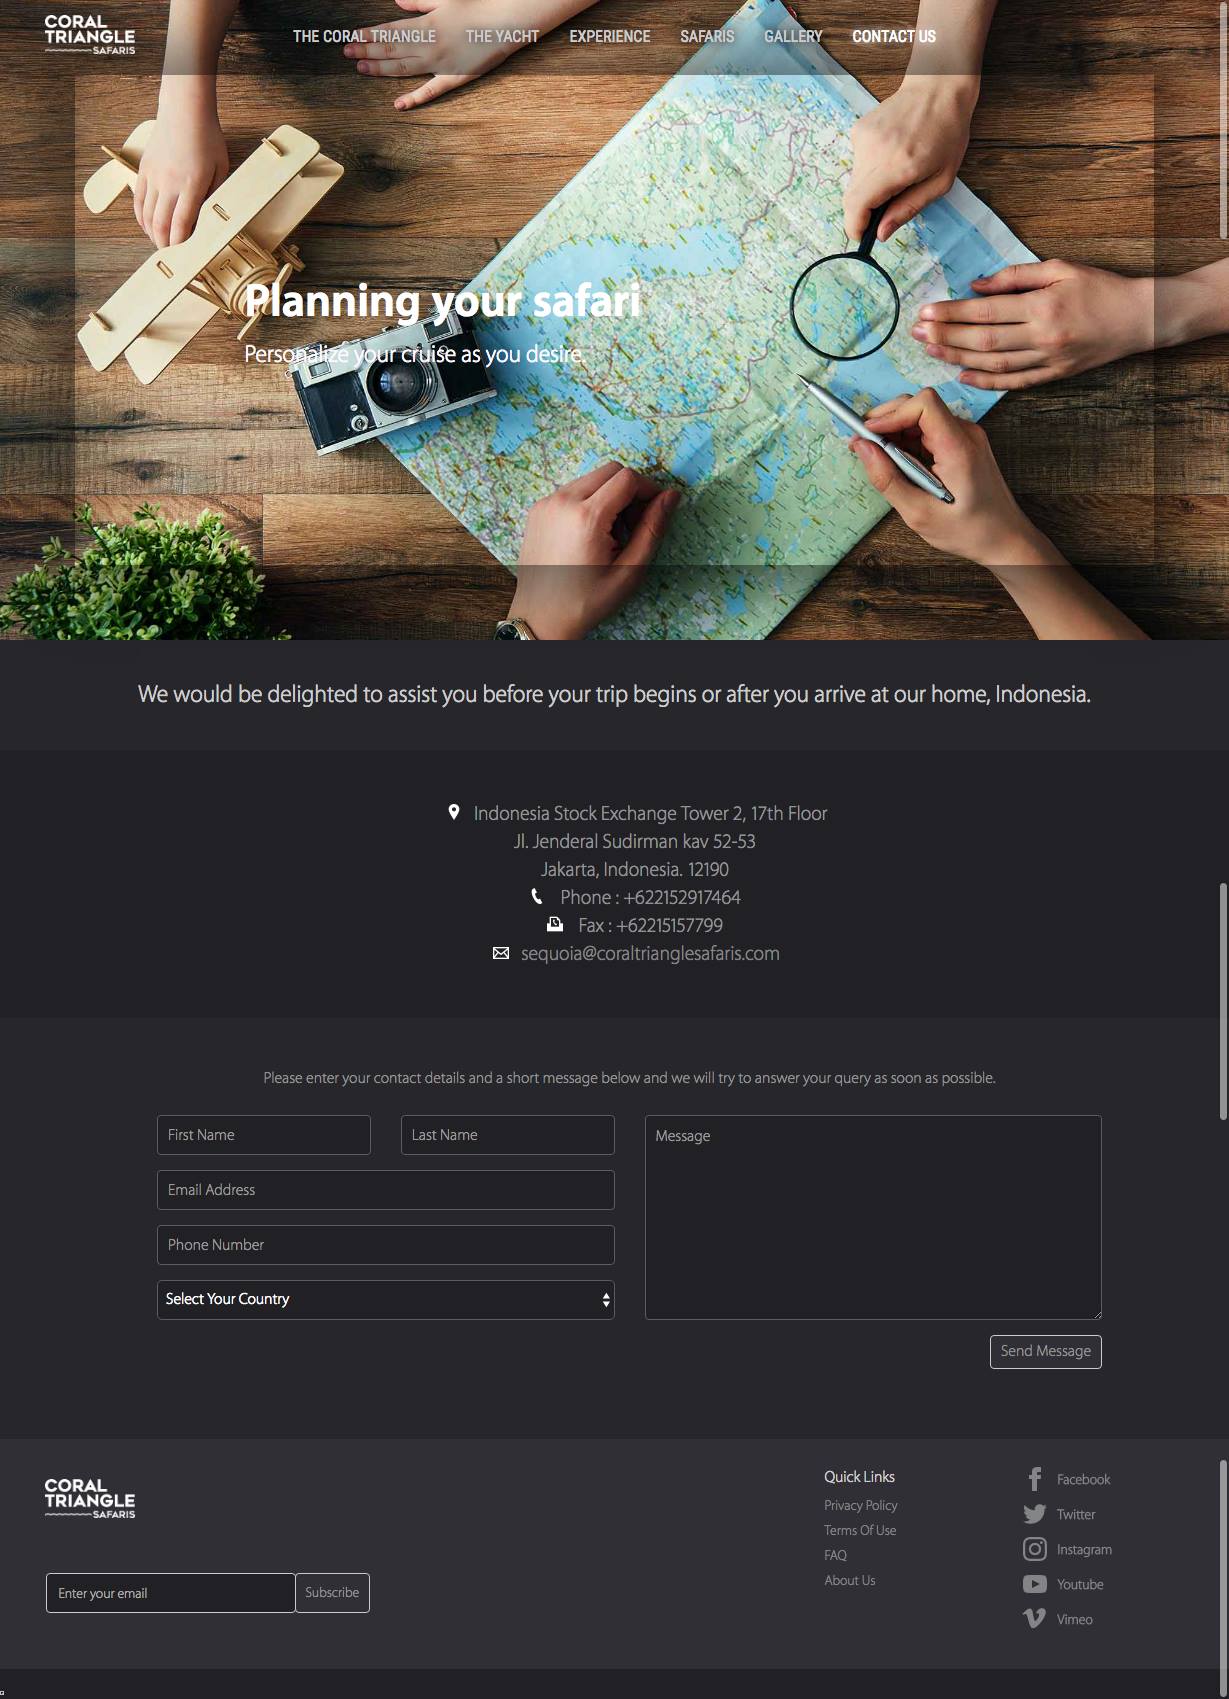 CORAL
TRIANGLE
SAFARIS
THE CORAL TRIANGLE THE YACHT EXPERIENCE SAFARIS GALLERY CONTACT US
Planning your safari
Personalize your cruise as you desire.
We would be delighted to assist you before your trip begins or after you arrive at our home, Indonesia.
Indonesia Stock Exchange Tower 2, 17th Floor
Jl. Jenderal Sudirman kav 52-53
Jakarta, Indonesia. 12190
Phone : +622152917464
Fax : +62215157799
sequoia@coraltrianglesafaris.com
Please enter your contact details and a short message below and we will try to answer your query as soon as possible.
First Name Last Name Message
Email Address
Phone Number
Select Your Country
Send Message
CORAL
TRIANGLE
SAFARIS
Enter your email Subscribe
Quick Links
Privacy Policy
Terms Of Use
FAQ
About Us
Facebook
Twitter
Instagram
Youtube
Vimeo